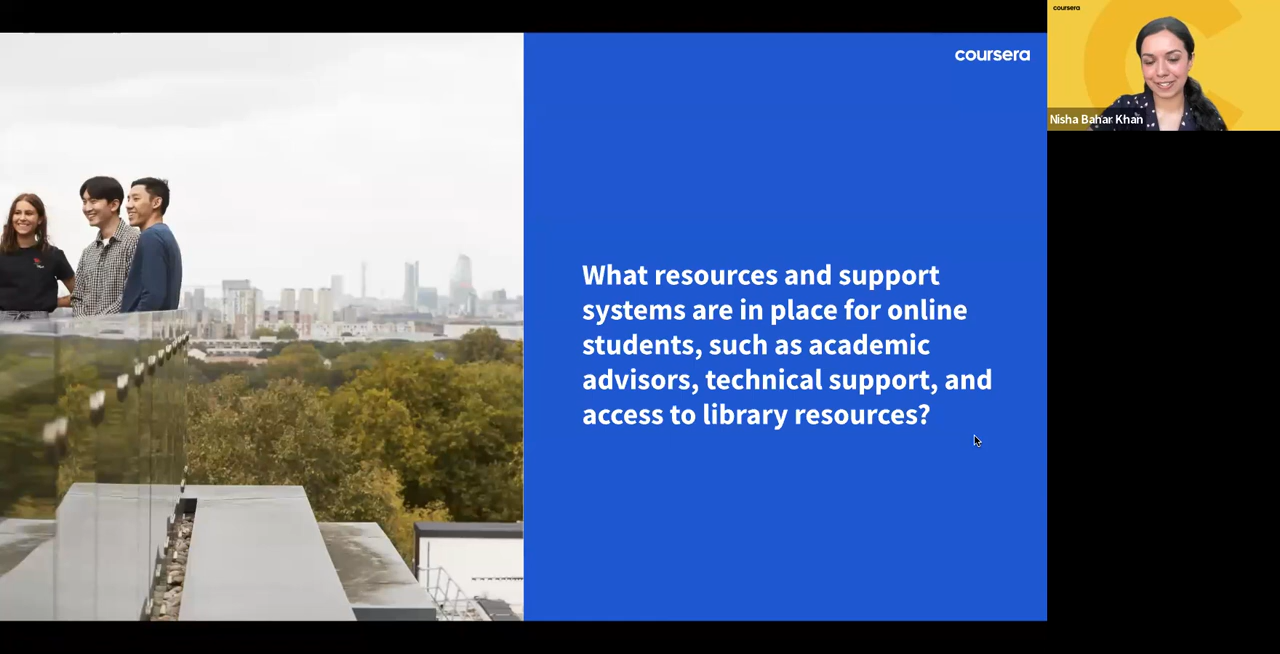 coursera
What resources and support
systems are in place for online
students, such as academic
advisors, technical support, and
access to library resources?
coursera
Nisha Bahar Khan